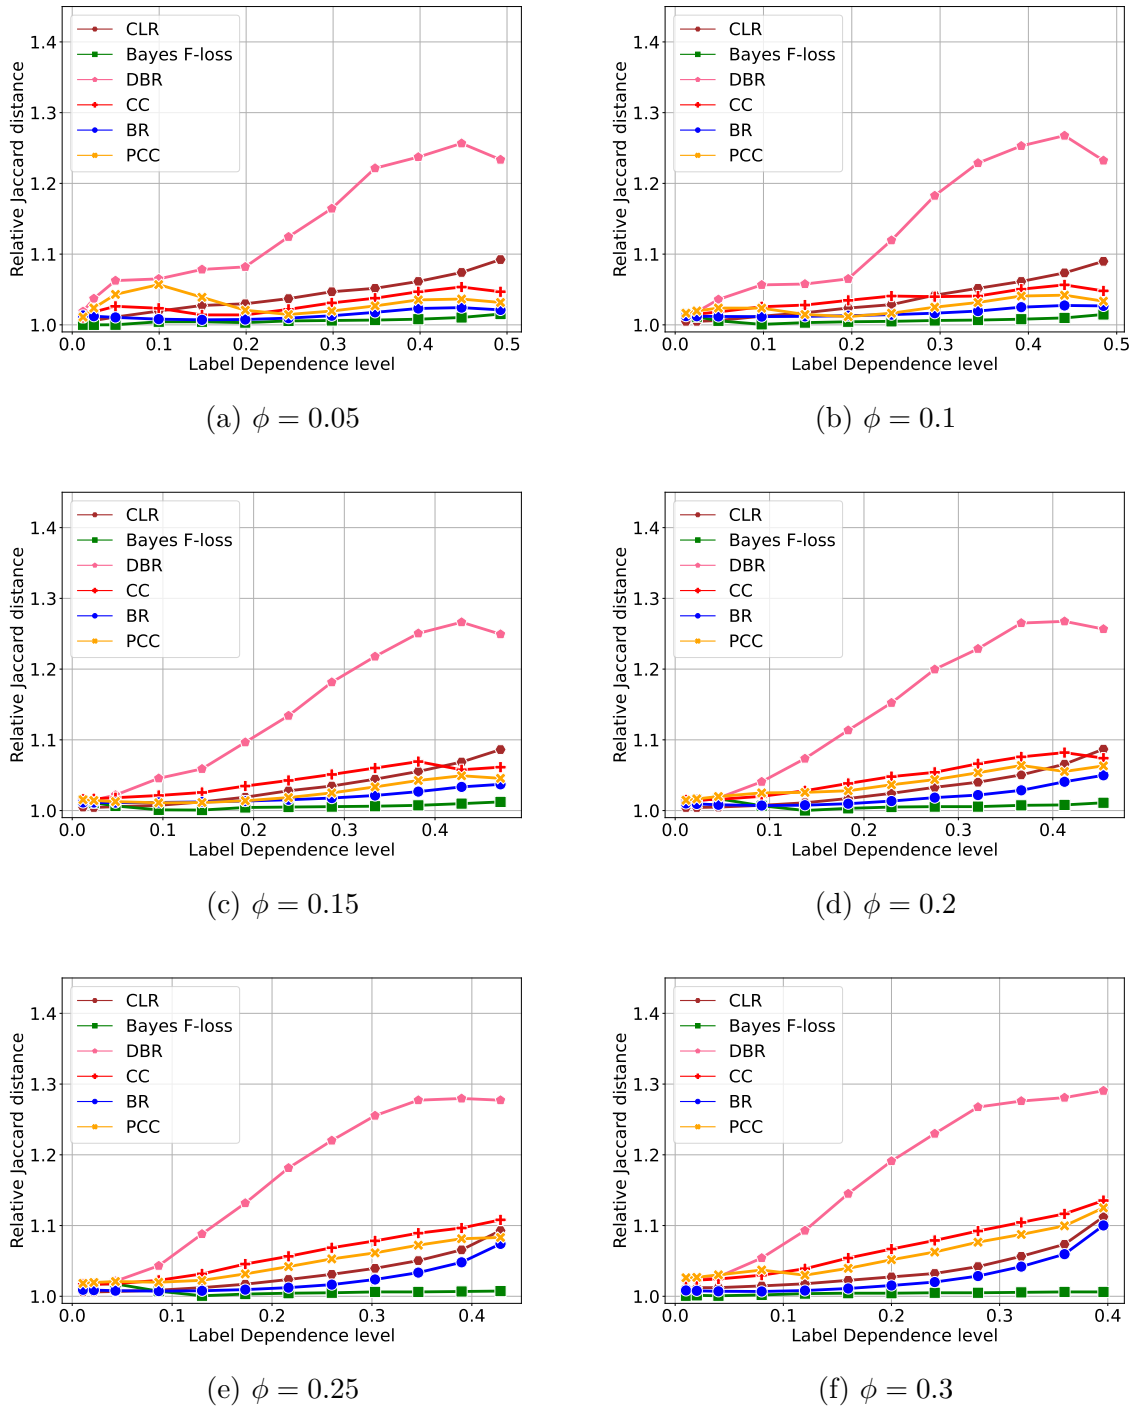 CLR
Bayes F-loss
DBR
CC
BR
PCC
Relative Jaccard distance
1.4
1.3
1.2
1.1
1.0
0.0 0.1 0.2 0.3 0.4 0.5
Label Dependence level
(a) ϕ = 0.05
CLR
Bayes F-loss
DBR
CC
BR
PCC
Relative Jaccard distance
1.4
1.3
1.2
1.1
1.0
0.0 0.1 0.2 0.3 0.4 0.5
Label Dependence level
(b) ϕ = 0.1
CLR
Bayes F-loss
DBR
CC
BR
PCC
Relative Jaccard distance
1.4
1.3
1.2
1.1
1.0
0.0 0.1 0.2 0.3 0.4
Label Dependence level
(c) ϕ = 0.15
CLR
Bayes F-loss
DBR
CC
BR
PCC
Relative Jaccard distance
1.4
1.3
1.2
1.1
1.0
0.0 0.1 0.2 0.3 0.4
Label Dependence level
(d) ϕ = 0.2
CLR
Bayes F-loss
DBR
CC
BR
PCC
Relative Jaccard distance
1.4
1.3
1.2
1.1
1.0
0.0 0.1 0.2 0.3 0.4
Label Dependence level
(e) ϕ = 0.25
CLR
Bayes F-loss
DBR
CC
BR
PCC
Relative Jaccard distance
1.4
1.3
1.2
1.1
1.0
0.0 0.1 0.2 0.3 0.4
Label Dependence level
(f) ϕ = 0.3